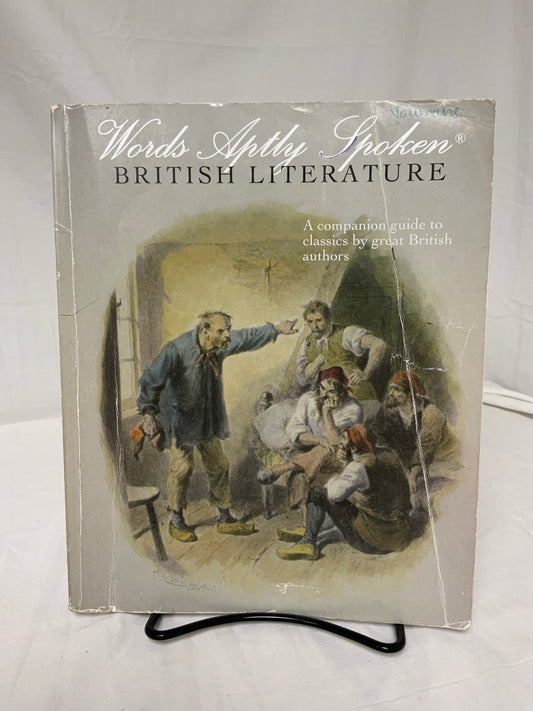 Words Aptly Spoken®
BRITISH LITERATURE
A companion guide to
classics by great British
authors